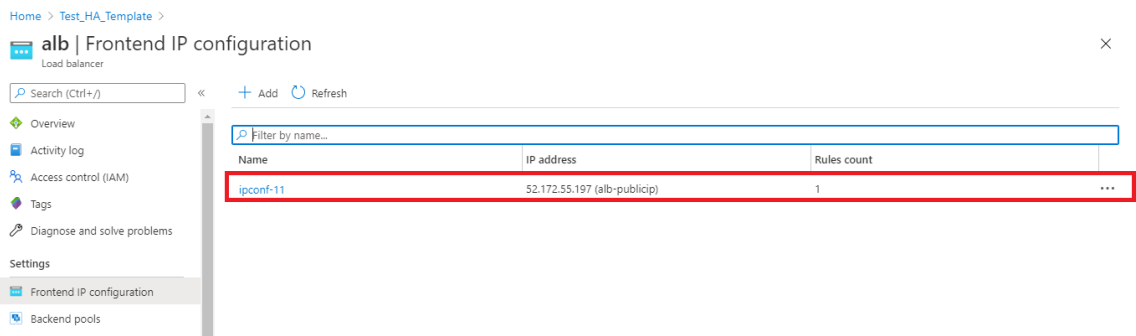 Home > Test_HA_Template >
alb | Frontend IP configuration
Load balancer
Search (Ctrl+/)
«
Add
Refresh
Overview
Activity log
Access control (IAM)
Tags
Diagnose and solve problems
Settings
Frontend IP configuration
Backend pools
Filter by name...
Name IP address Rules count
ipconf-11 52.172.55.197 (alb-publicip) 1 ...